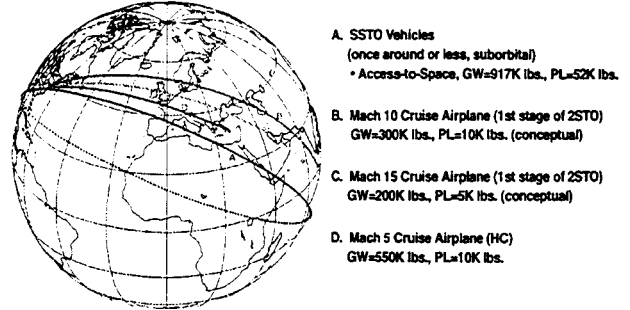 A. SSTO Vehicles
(once around or less, suborbital)
• Access-to-Space, GW=917K lbs., PL=52K lbs.
B. Mach 10 Cruise Airplane (1st stage of 2STO)
GW=300K lbs., PL=10K lbs. (conceptual)
C. Mach 15 Cruise Airplane (1st stage of 2STO)
GW=200K lbs., PL=5K lbs. (conceptual)
D. Mach 5 Cruise Airplane (HC)
GW=550K lbs., PL=10K lbs.
C
A